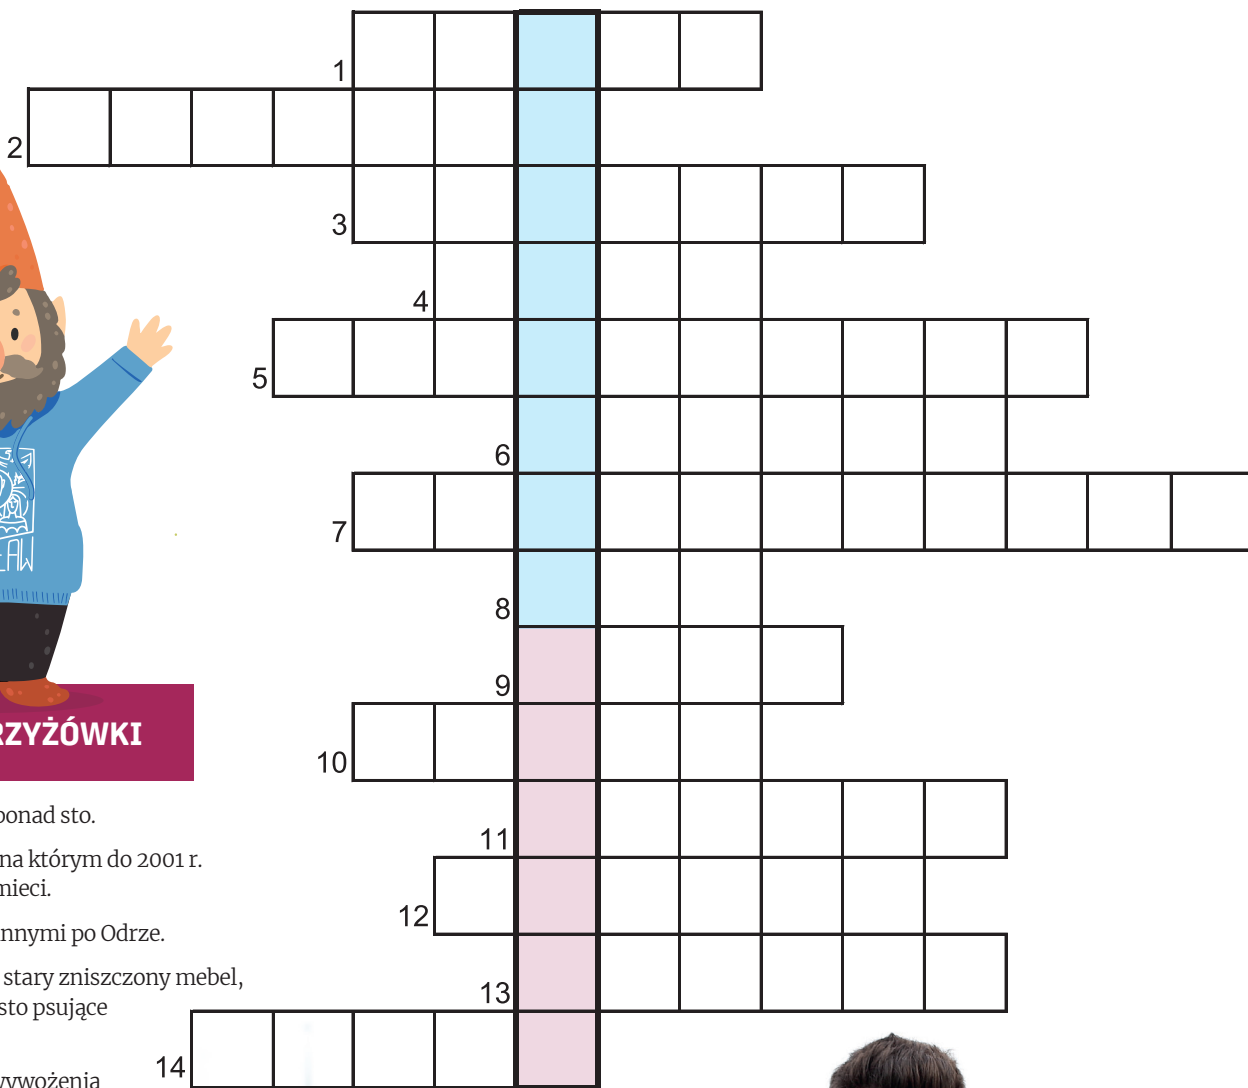 1
2
3
4
5
6
7
8
9
10
11
12
13
14
RZYŻÓWKI
ponad sto.
na którym do 2001 r.
mieci.
nnymi po Odrze.
stary zniszczony mebel,
sto psujące
wywożenia